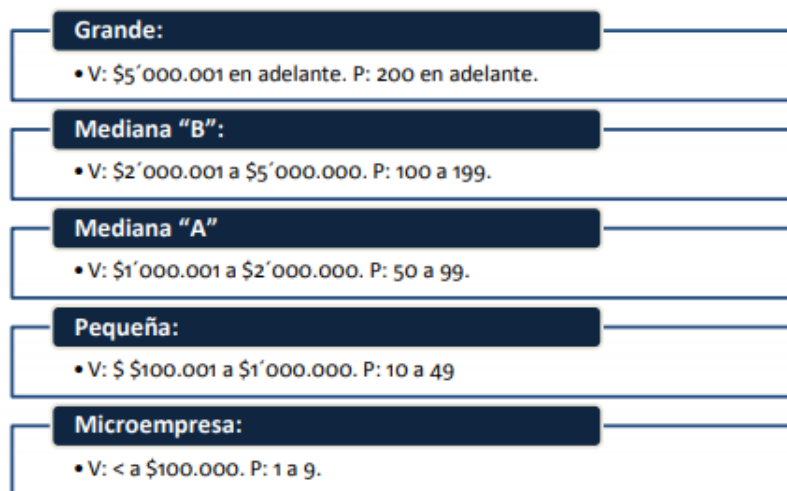 Grande:
• V: $5´000.001 en adelante. P: 200 en adelante.
Mediana “B”:
• V: $2´000.001 a $5´000.000. P: 100 a 199.
Mediana “A”
• V: $1´000.001 a $2´000.000. P: 50 a 99.
Pequeña:
• V: $ $100.001 a $1´000.000. P: 10 a 49
Microempresa:
• V: < a $100.000. P: 1 a 9.